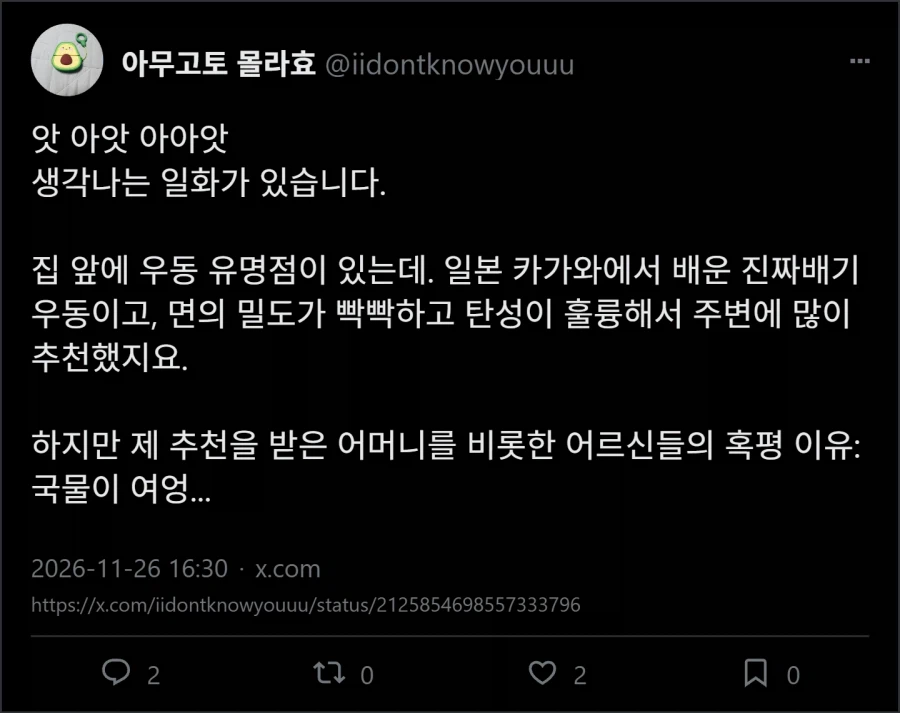 아무고토 몰라효 @iidontknowyouuu
앗 아앗 아아앗
생각나는 일화가 있습니다.
집 앞에 우동 유명점이 있는데. 일본 카가와에서 배운 진짜배기
우동이고, 면의 밀도가 빡빡하고 탄성이 훌륭해서 주변에 많이
추천했지요.
하지만 제 추천을 받은 어머니를 비롯한 어르신들의 혹평 이유:
국물이 여엉...
2026-11-26 16:30 · x.com
https://x.com/iidontknowyouuu/status/2125854698557333796
2 0 2 0